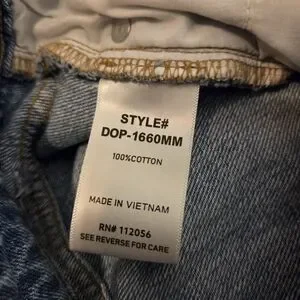 STYLE#
DOP-1660MM
100%COTTON
MADE IN VIETNAM
RN# 112056
SEE REVERSE FOR CARE